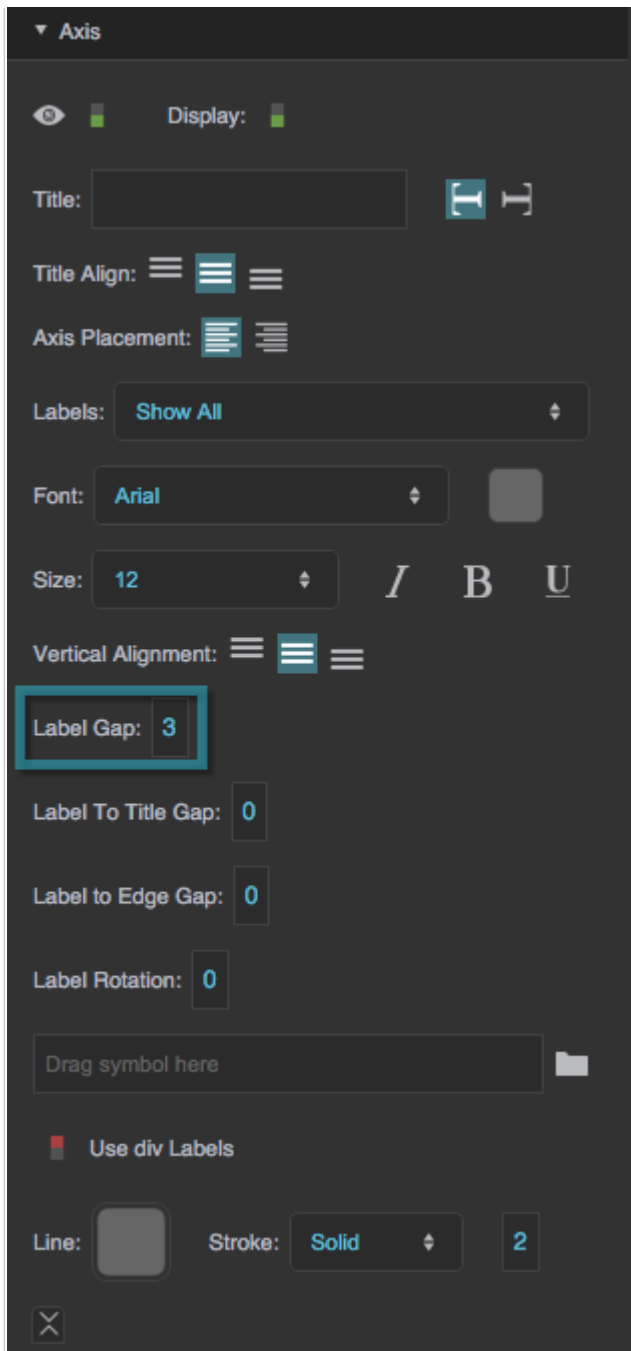 Axis
Display:
Title:
Title Align:
Axis Placement:
Labels: Show All
Font: Arial
Size: 12 I B U
Vertical Alignment:
Label Gap: 3
Label To Title Gap: 0
Label to Edge Gap: 0
Label Rotation: 0
Drag symbol here
Use div Labels
Line: Stroke: Solid 2